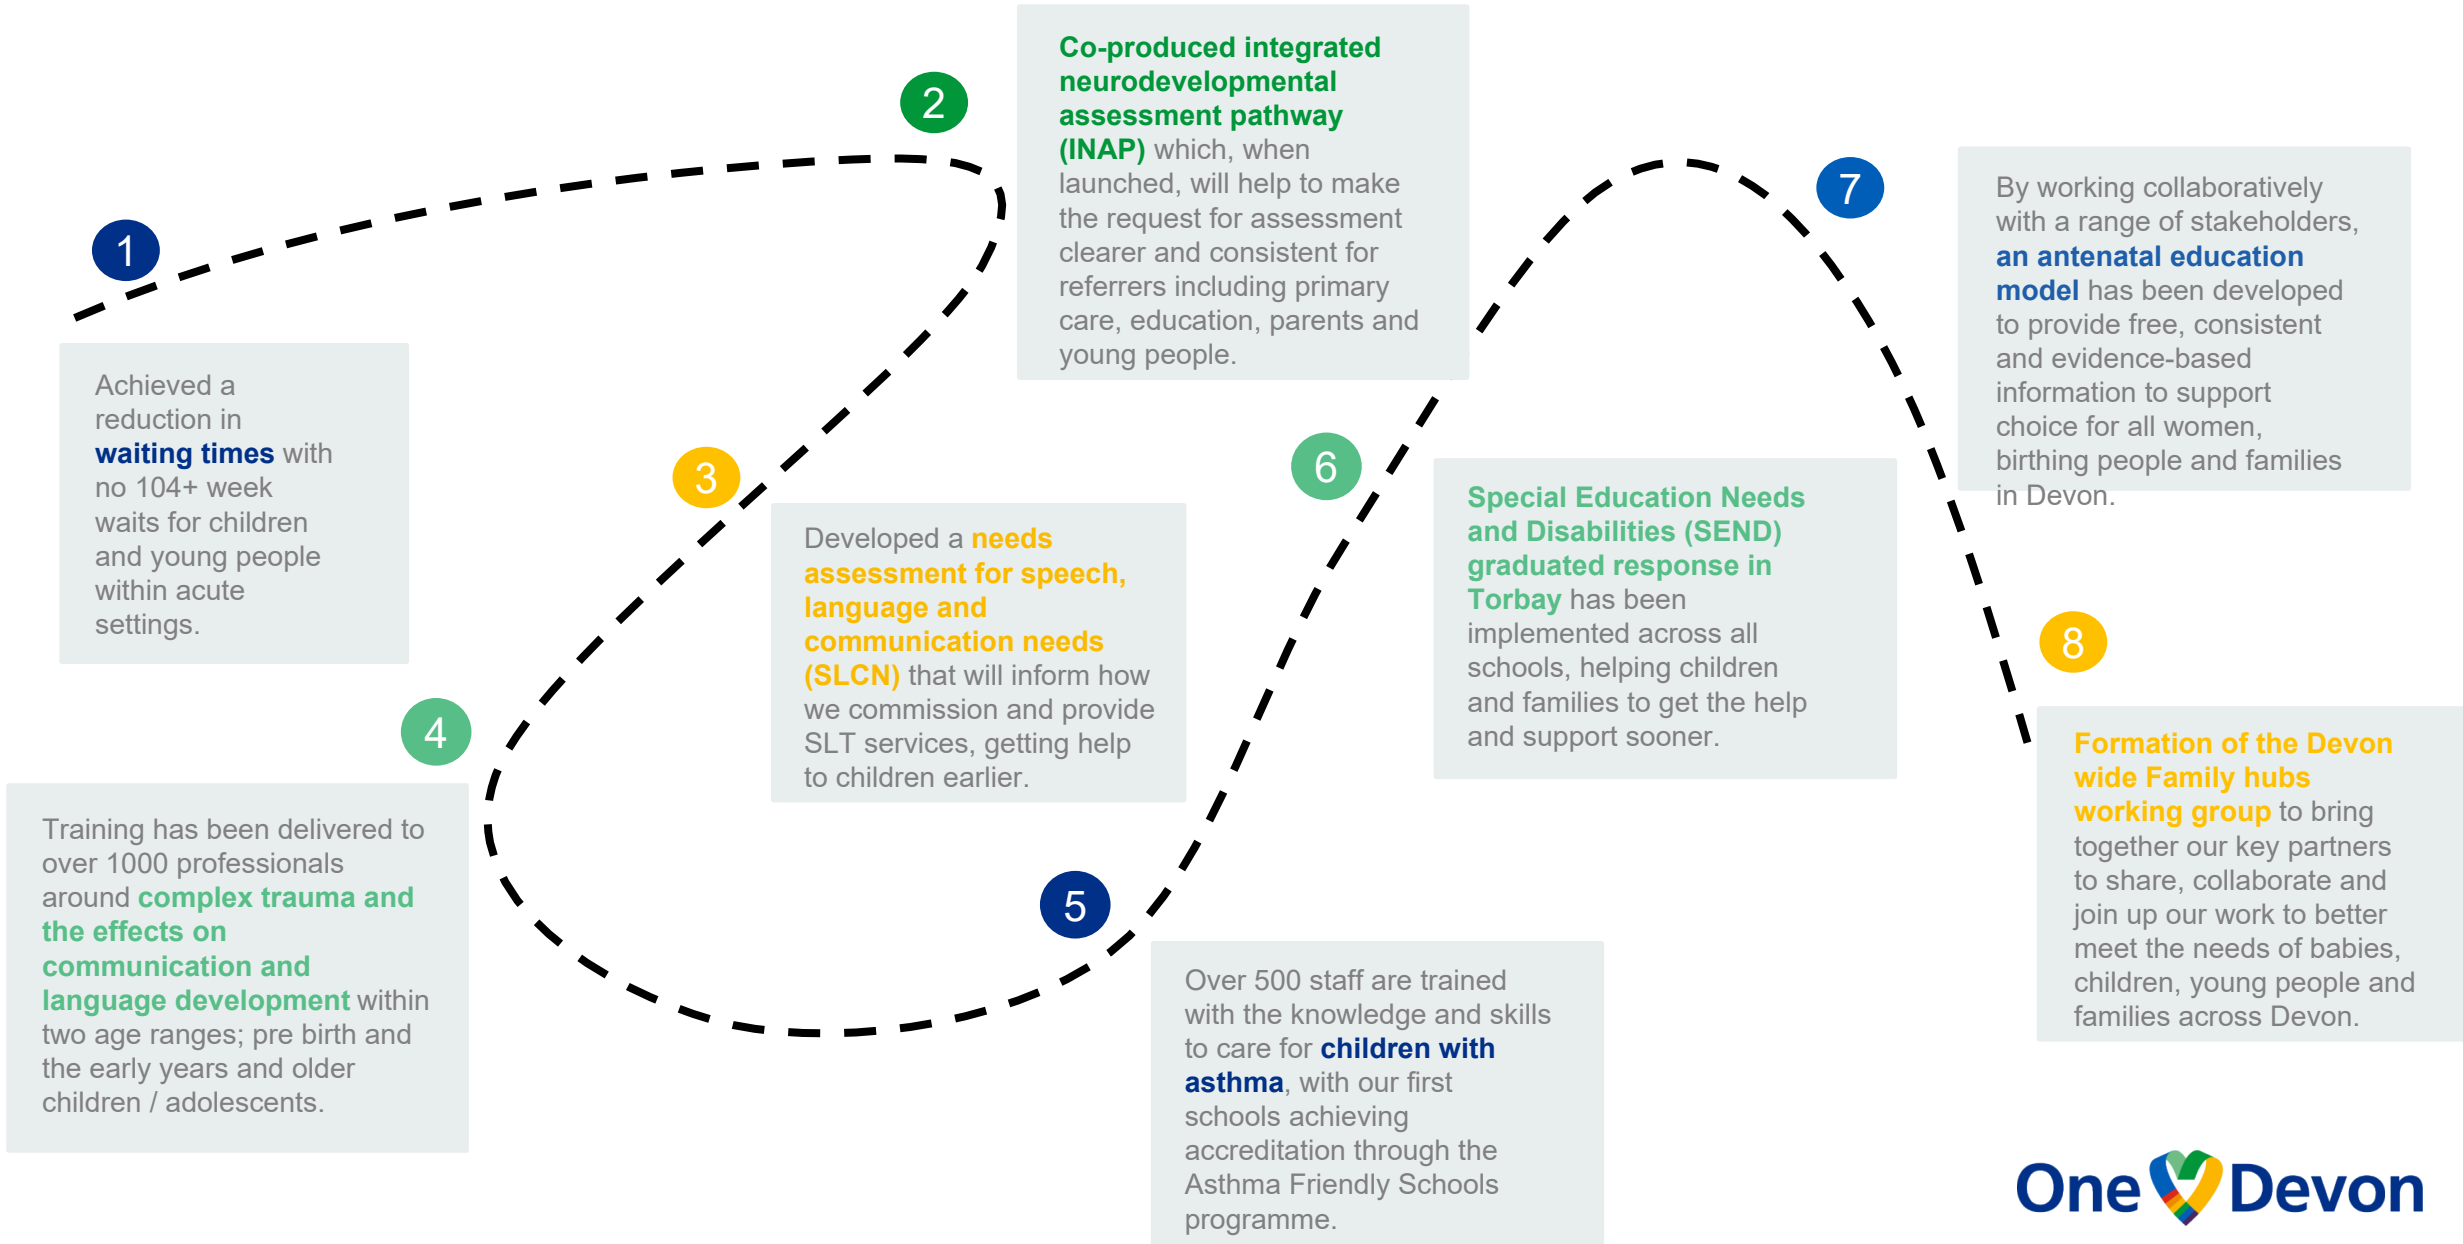 1
Achieved a
reduction in
waiting times with
no 104+ week
waits for children
and young people
within acute
settings.
2
Co-produced integrated
neurodevelopmental
assessment pathway
(INAP) which, when
launched, will help to make
the request for assessment
clearer and consistent for
referrers including primary
care, education, parents and
young people.
3
Developed a needs
assessment for speech,
language and
communication needs
(SLCN) that will inform how
we commission and provide
SLT services, getting help
to children earlier.
4
Training has been delivered to
over 1000 professionals
around complex trauma and
the effects on
communication and
language development within
two age ranges; pre birth and
the early years and older
children / adolescents.
5
Over 500 staff are trained
with the knowledge and skills
to care for children with
asthma, with our first
schools achieving
accreditation through the
Asthma Friendly Schools
programme.
6
Special Education Needs
and Disabilities (SEND)
graduated response in
Torbay has been
implemented across all
schools, helping children
and families to get the help
and support sooner.
7
By working collaboratively
with a range of stakeholders,
an antenatal education
model has been developed
to provide free, consistent
and evidence-based
information to support
choice for all women,
birthing people and families
in Devon.
8
Formation of the Devon
wide Family hubs
working group to bring
together our key partners
to share, collaborate and
join up our work to better
meet the needs of babies,
children, young people and
families across Devon.
One Devon